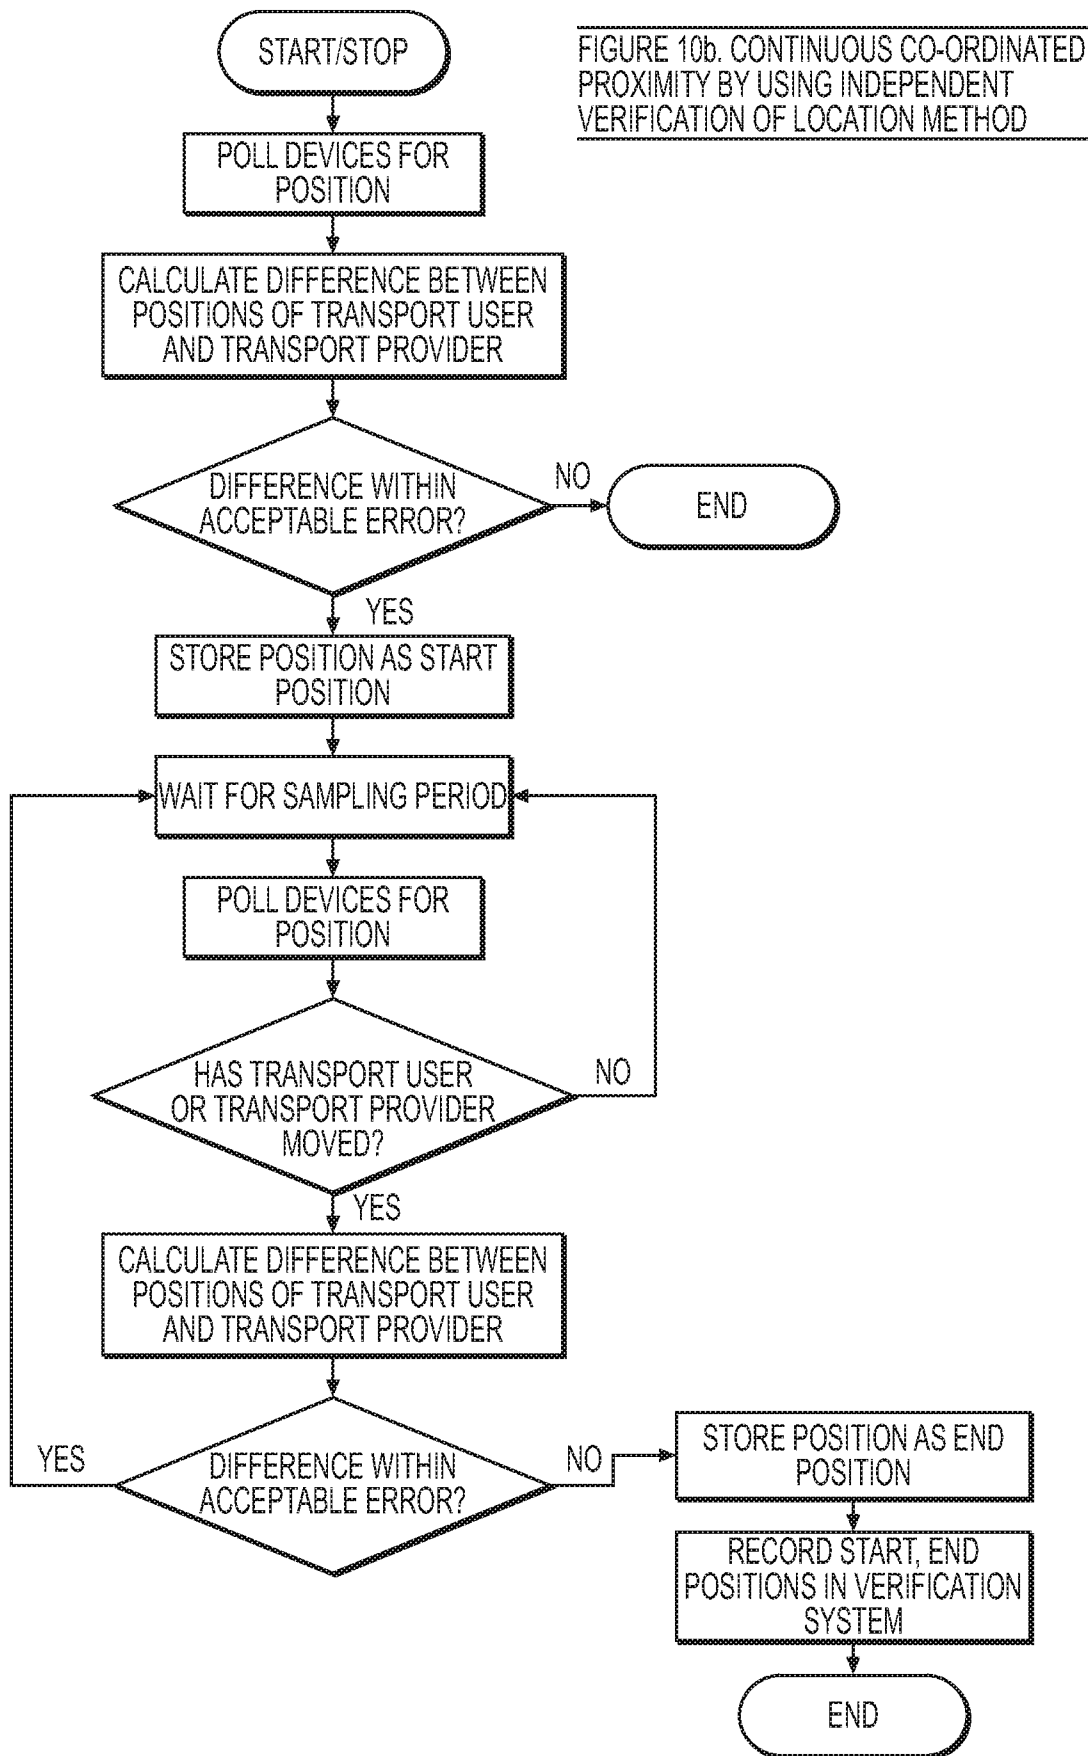 START/STOP
FIGURE 10b. CONTINUOUS CO-ORDINATED
PROXIMITY BY USING INDEPENDENT
VERIFICATION OF LOCATION METHOD
POLL DEVICES FOR
POSITION
CALCULATE DIFFERENCE BETWEEN
POSITIONS OF TRANSPORT USER
AND TRANSPORT PROVIDER
DIFFERENCE WITHIN
ACCEPTABLE ERROR?
NO
END
YES
STORE POSITION AS START
POSITION
WAIT FOR SAMPLING PERIOD
POLL DEVICES FOR
POSITION
HAS TRANSPORT USER
OR TRANSPORT PROVIDER
MOVED?
NO
YES
CALCULATE DIFFERENCE BETWEEN
POSITIONS OF TRANSPORT USER
AND TRANSPORT PROVIDER
YES
DIFFERENCE WITHIN
ACCEPTABLE ERROR?
NO
STORE POSITION AS END
POSITION
RECORD START, END
POSITIONS IN VERIFICATION
SYSTEM
END